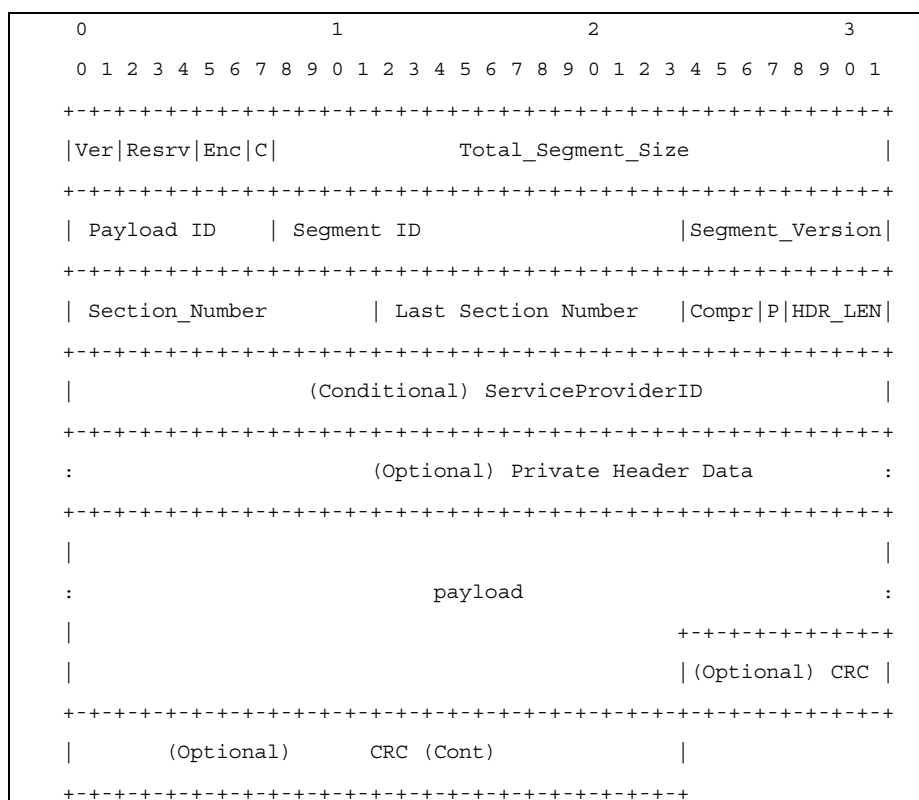 0                   1                   2                   3
 0 1 2 3 4 5 6 7 8 9 0 1 2 3 4 5 6 7 8 9 0 1 2 3 4 5 6 7 8 9 0 1
+-+-+-+-+-+-+-+-+-+-+-+-+-+-+-+-+-+-+-+-+-+-+-+-+-+-+-+-+-+-+-+-+
|Ver|Resrv|Enc|C|              Total_Segment_Size               |
+-+-+-+-+-+-+-+-+-+-+-+-+-+-+-+-+-+-+-+-+-+-+-+-+-+-+-+-+-+-+-+-+
| Payload ID    | Segment ID                    |Segment_Version|
+-+-+-+-+-+-+-+-+-+-+-+-+-+-+-+-+-+-+-+-+-+-+-+-+-+-+-+-+-+-+-+-+
| Section_Number        | Last Section Number   |Compr|P|HDR_LEN|
+-+-+-+-+-+-+-+-+-+-+-+-+-+-+-+-+-+-+-+-+-+-+-+-+-+-+-+-+-+-+-+-+
|                  (Conditional) ServiceProviderID              |
+-+-+-+-+-+-+-+-+-+-+-+-+-+-+-+-+-+-+-+-+-+-+-+-+-+-+-+-+-+-+-+-+
:                       (Optional) Private Header Data          :
+-+-+-+-+-+-+-+-+-+-+-+-+-+-+-+-+-+-+-+-+-+-+-+-+-+-+-+-+-+-+-+-+
|                                                               |
:                            payload                            :
|                                               +-+-+-+-+-+-+-+-+
|                                               |(Optional) CRC |
+-+-+-+-+-+-+-+-+-+-+-+-+-+-+-+-+-+-+-+-+-+-+-+-+-+-+-+-+-+-+-+-+
|       (Optional)      CRC (Cont)              |
+-+-+-+-+-+-+-+-+-+-+-+-+-+-+-+-+-+-+-+-+-+-+-+-+